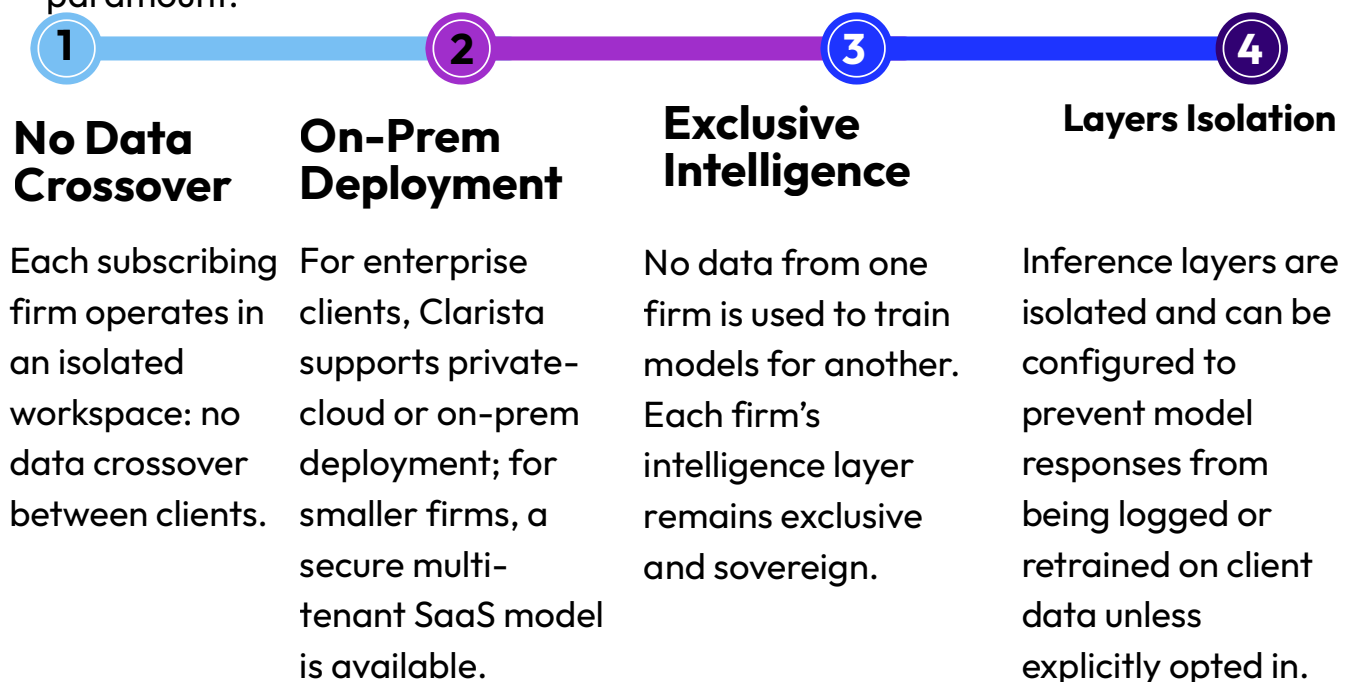 paramount.
1
2
3
4
No Data
Crossover
Each subscribing
firm operates in
an isolated
workspace: no
data crossover
between clients.
On-Prem
Deployment
For enterprise
clients, Clarista
supports private-
cloud or on-prem
deployment; for
smaller firms, a
secure multi-
tenant SaaS model
is available.
Exclusive
Intelligence
No data from one
firm is used to train
models for another.
Each firm’s
intelligence layer
remains exclusive
and sovereign.
Layers Isolation
Inference layers are
isolated and can be
configured to
prevent model
responses from
being logged or
retrained on client
data unless
explicitly opted in.